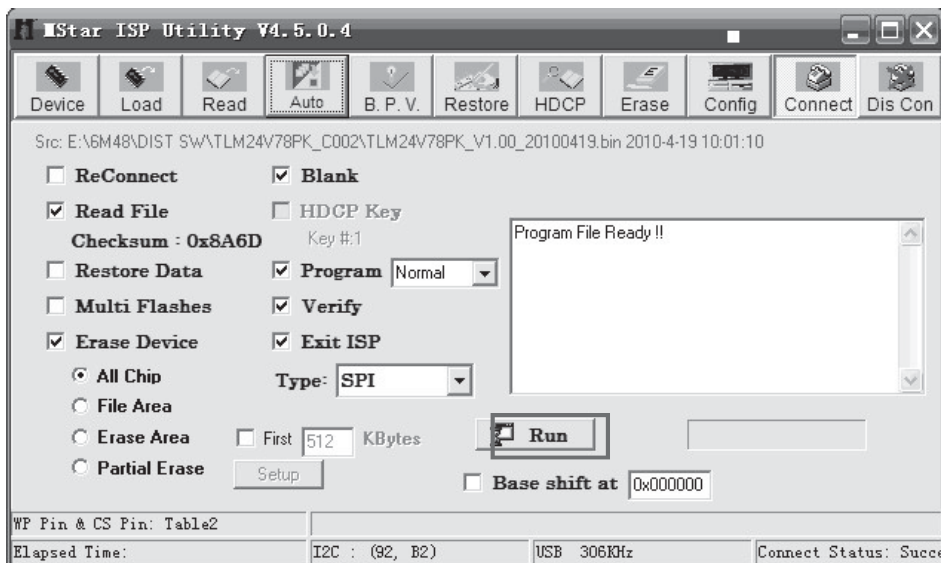 MStar ISP Utility V4.5.0.4
Device Load Read Auto B. P. V. Restore HDCP Erase Config Connect Dis Con
Src: E:\6M48\DIST SW\TLM24V78PK_C002\TLM24V78PK_V1.00_20100419.bin 2010-4-19 10:01:10
ReConnect Blank
Read File HDCP Key
Checksum : 0x8A6D Key #:1
Program File Ready !!
Restore Data Program Normal
Multi Flashes Verify
Erase Device Exit ISP
All Chip Type: SPI
File Area
Erase Area First 512 KBytes Run
Partial Erase Setup
Base shift at 0x000000
WP Pin & CS Pin: Table2
Elapsed Time: I2C : (92, B2) USB 306KHz Connect Status: Succe